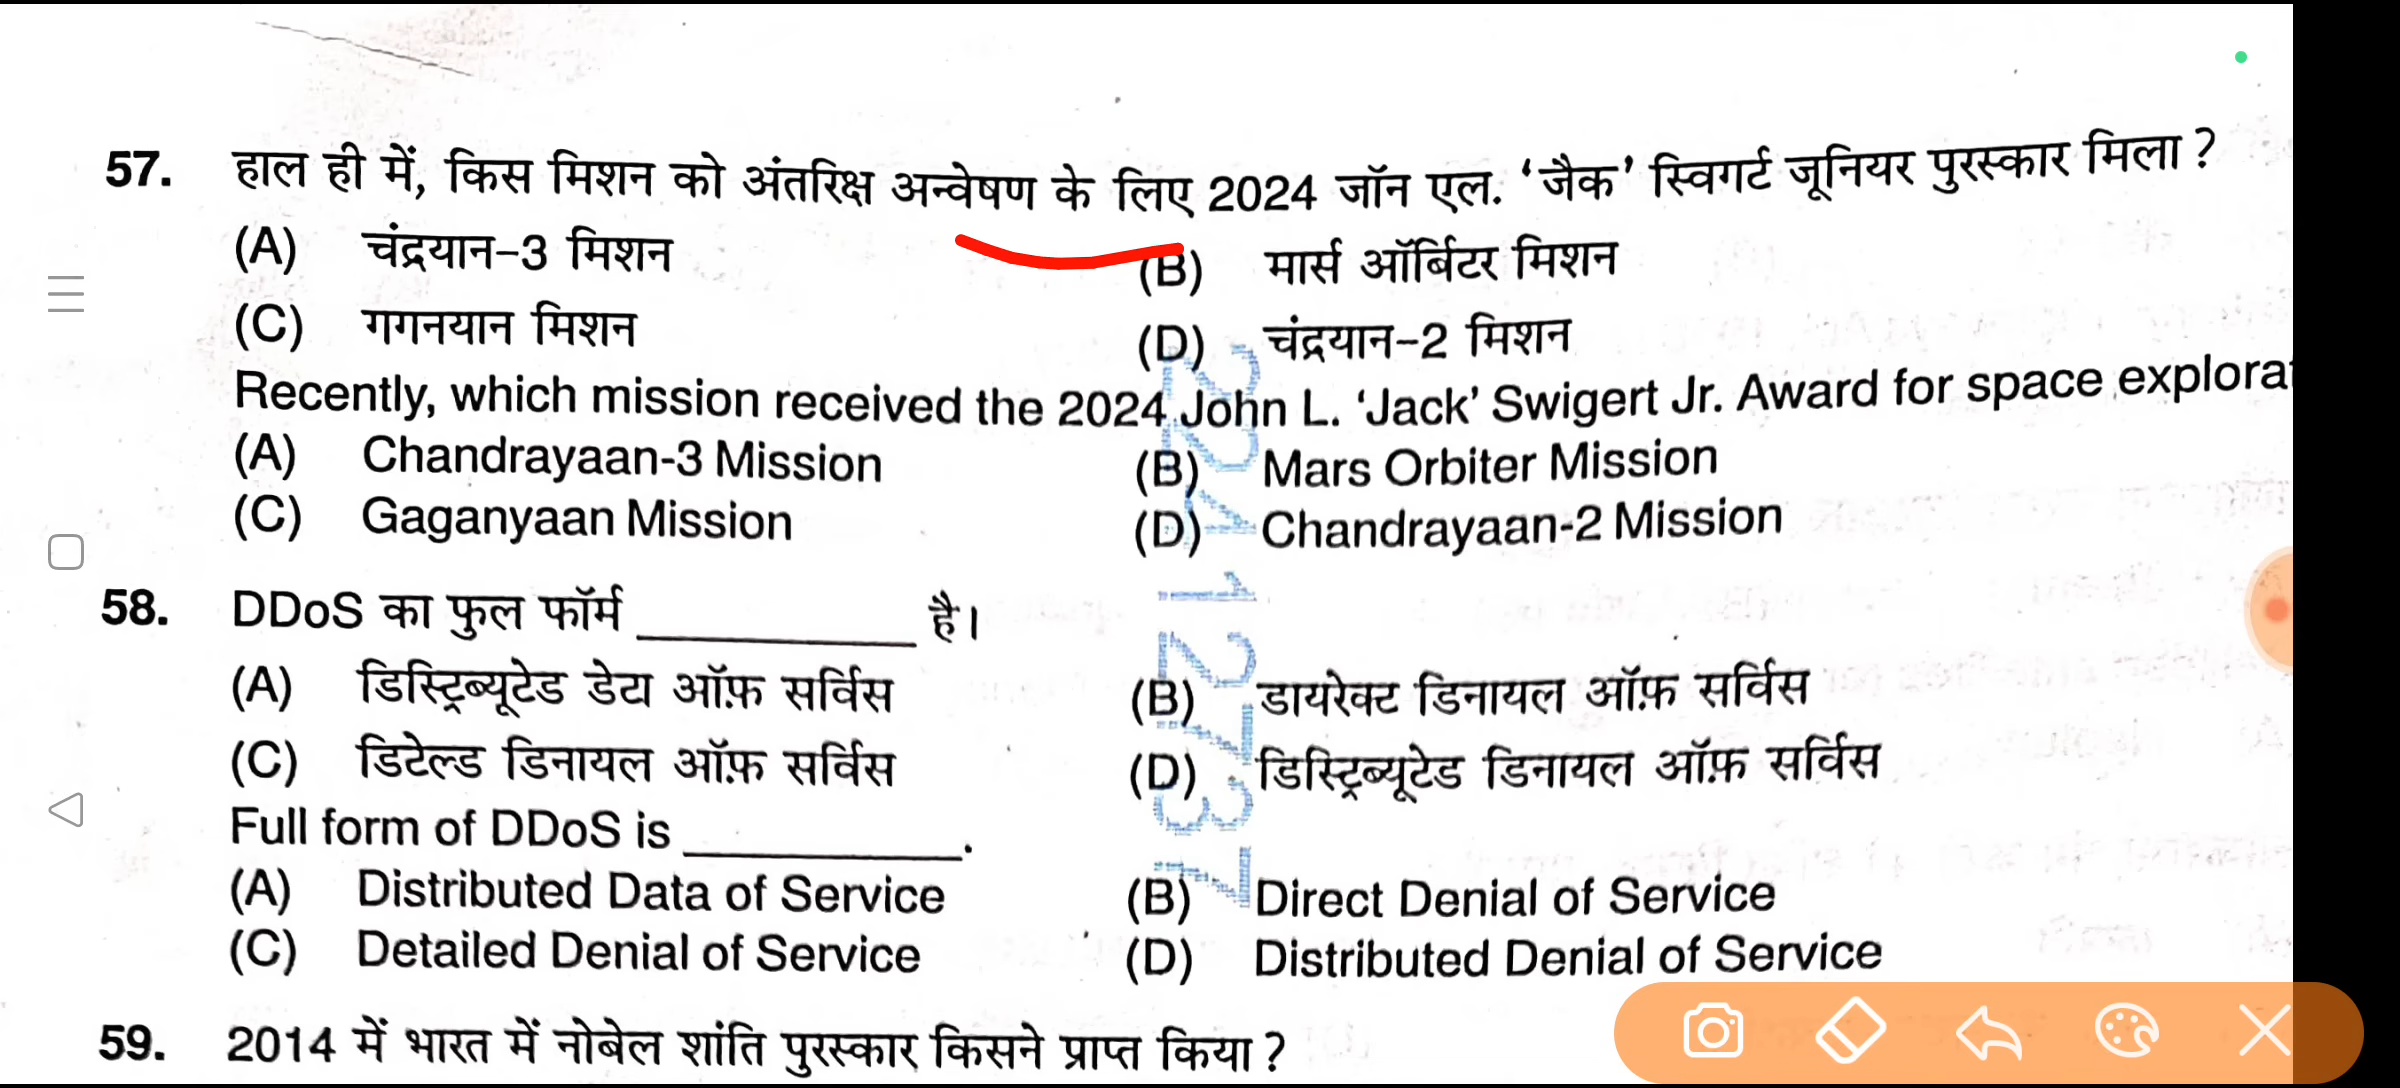 57. हाल ही में, किस मिशन को अंतरिक्ष अन्वेषण के लिए 2024 जॉन एल. ‘जैक’ स्विगर्ट जूनियर पुरस्कार मिला ?
(A) चंद्रयान-3 मिशन (B) मार्स ऑर्बिटर मिशन
(C) गगनयान मिशन (D) चंद्रयान-2 मिशन
Recently, which mission received the 2024 John L. ‘Jack’ Swigert Jr. Award for space explora
(A) Chandrayaan-3 Mission (B) Mars Orbiter Mission
(C) Gaganyaan Mission (D) Chandrayaan-2 Mission
58. DDoS का फुल फॉर्म ____________ है।
(A) डिस्ट्रिब्यूटेड डेटा ऑफ़ सर्विस (B) डायरेक्ट डिनायल ऑफ़ सर्विस
(C) डिटेल्ड डिनायल ऑफ़ सर्विस (D) डिस्ट्रिब्यूटेड डिनायल ऑफ़ सर्विस
Full form of DDoS is ____________.
(A) Distributed Data of Service (B) Direct Denial of Service
(C) Detailed Denial of Service (D) Distributed Denial of Service
59. 2014 में भारत में नोबेल शांति पुरस्कार किसने प्राप्त किया ?